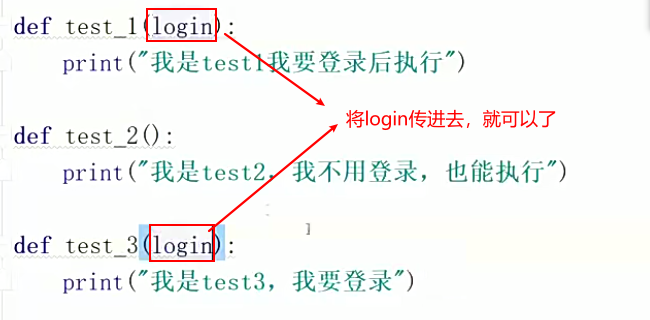 def test_1(login):
print("我是test1我要登录后执行")
将login传进去，就可以了
def test_2():
print("我是test2，我不用登录，也能执行")
def test_3(login):
print("我是test3，我要登录")